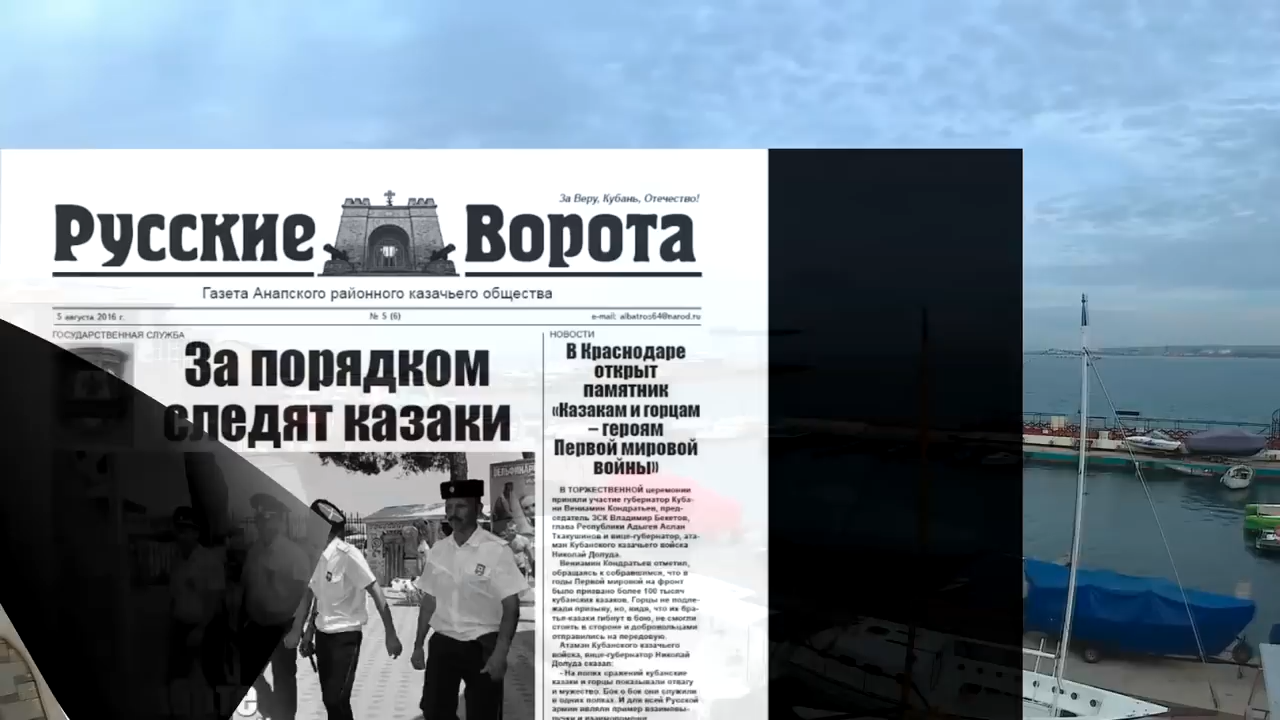 За Веру, Кубань, Отечество!
Русские Ворота
Газета Анапского районного казачьего общества
5 августа 2016 г. № 5 (6) e-mail: albatros64@narod.ru
ГОСУДАРСТВЕННАЯ СЛУЖБА
За порядком
следят казаки
НОВОСТИ
В Краснодаре
открыт
памятник
«Казакам и горцам
– героям
Первой мировой
войны»
В ТОРЖЕСТВЕННОЙ церемонии
приняли участие губернатор Куба-
ни Вениамин Кондратьев, пред-
седатель ЗСК Владимир Бекетов,
глава Республики Адыгея Аслан
Тхакушинов и вице-губернатор, ата-
ман Кубанского казачьего войска
Николай Долуда.
Вениамин Кондратьев отметил,
обращаясь к собравшимся, что в
годы Первой мировой на фронт
было призвано более 100 тысяч
кубанских казаков. Горцы не подле-
жали призыву, но, видя, что их бра-
тья-казаки гибнут в бою, не смогли
стоять в стороне и добровольцами
отправились на передовую.
Атаман Кубанского казачьего
войска, вице-губернатор Николай
Долуда сказал:
- На полях сражений кубанские
казаки и горцы показывали отвагу
и мужество. Бок о бок они служили
в одних полках. И для всей Русской
армии являли пример взаимовы-